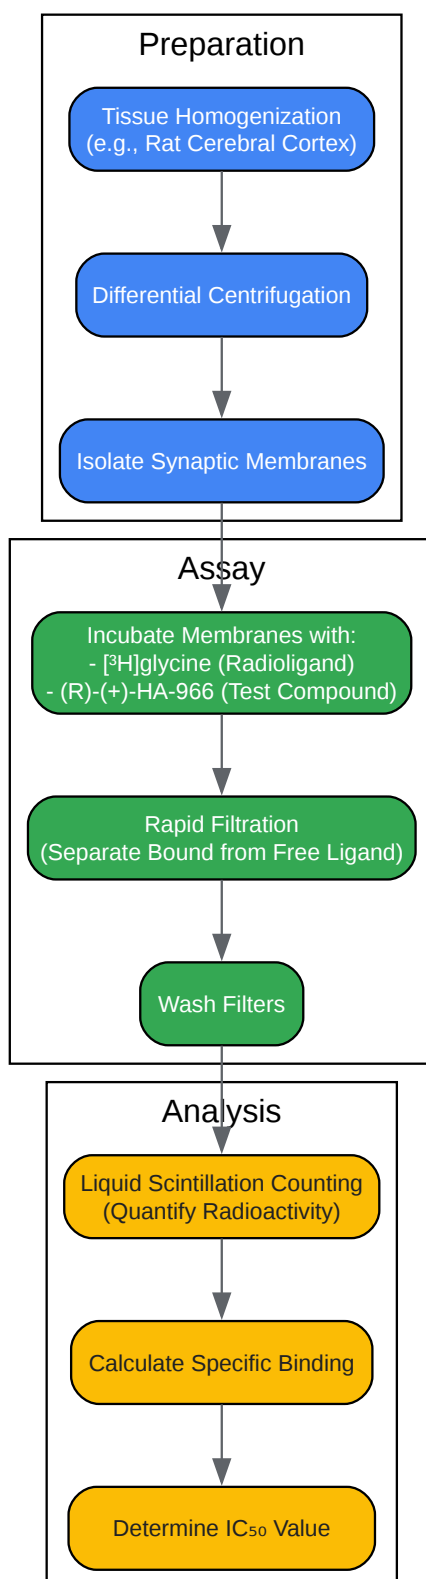 Preparation
Tissue Homogenization
(e.g., Rat Cerebral Cortex)
Differential Centrifugation
Isolate Synaptic Membranes
Assay
Incubate Membranes with:
- [³H]glycine (Radioligand)
- (R)-(+)-HA-966 (Test Compound)
Rapid Filtration
(Separate Bound from Free Ligand)
Wash Filters
Analysis
Liquid Scintillation Counting
(Quantify Radioactivity)
Calculate Specific Binding
Determine IC₅₀ Value